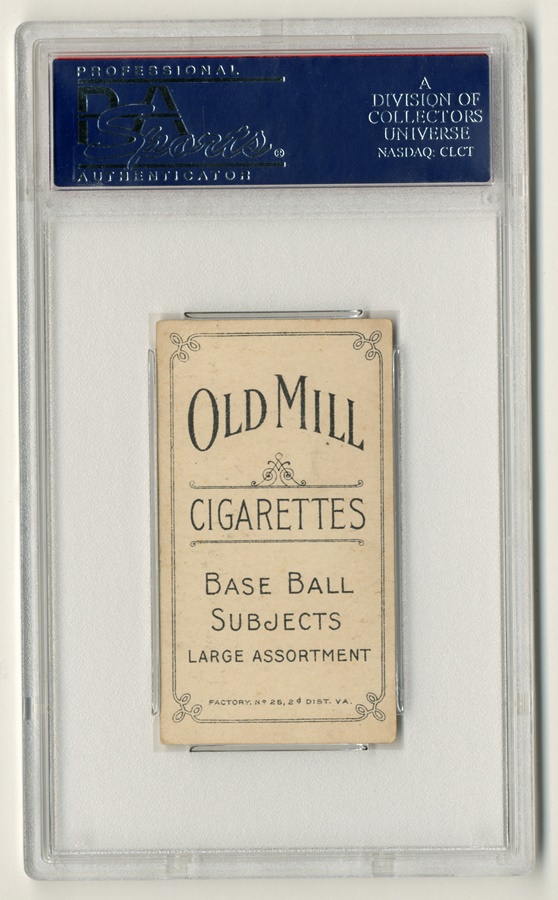 PROFESSIONAL
PSA
Sports®
AUTHENTICATOR
A
DIVISION OF
COLLECTORS
UNIVERSE
NASDAQ: CLCT
OLD MILL
CIGARETTES
BASE BALL
SUBJECTS
LARGE ASSORTMENT
FACTORY. Nº 25, 2d DIST. VA.